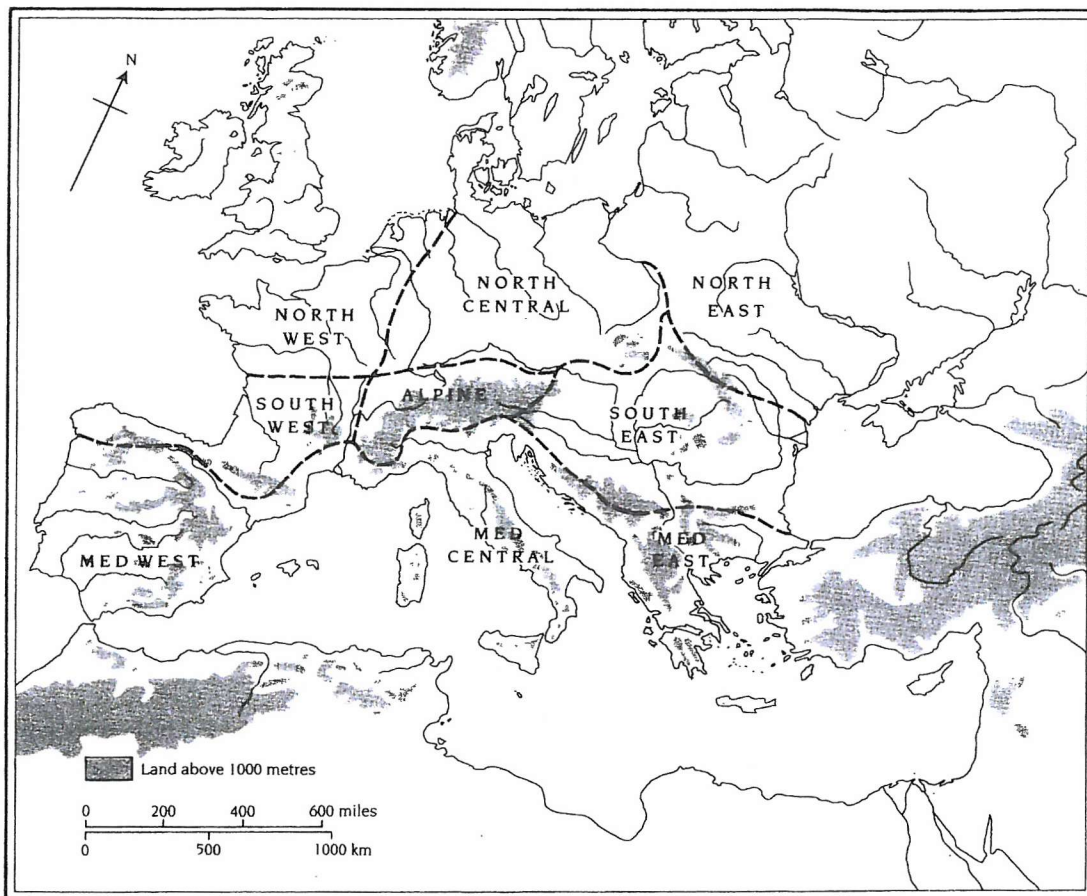 N
NORTH
CENTRAL
NORTH
EAST
NORTH
WEST
ALPINE
SOUTH
WEST
SOUTH
EAST
MED
CENTRAL
MED
EAST
MED WEST
Land above 1000 metres
0 200 400 600 miles
0 500 1000 km